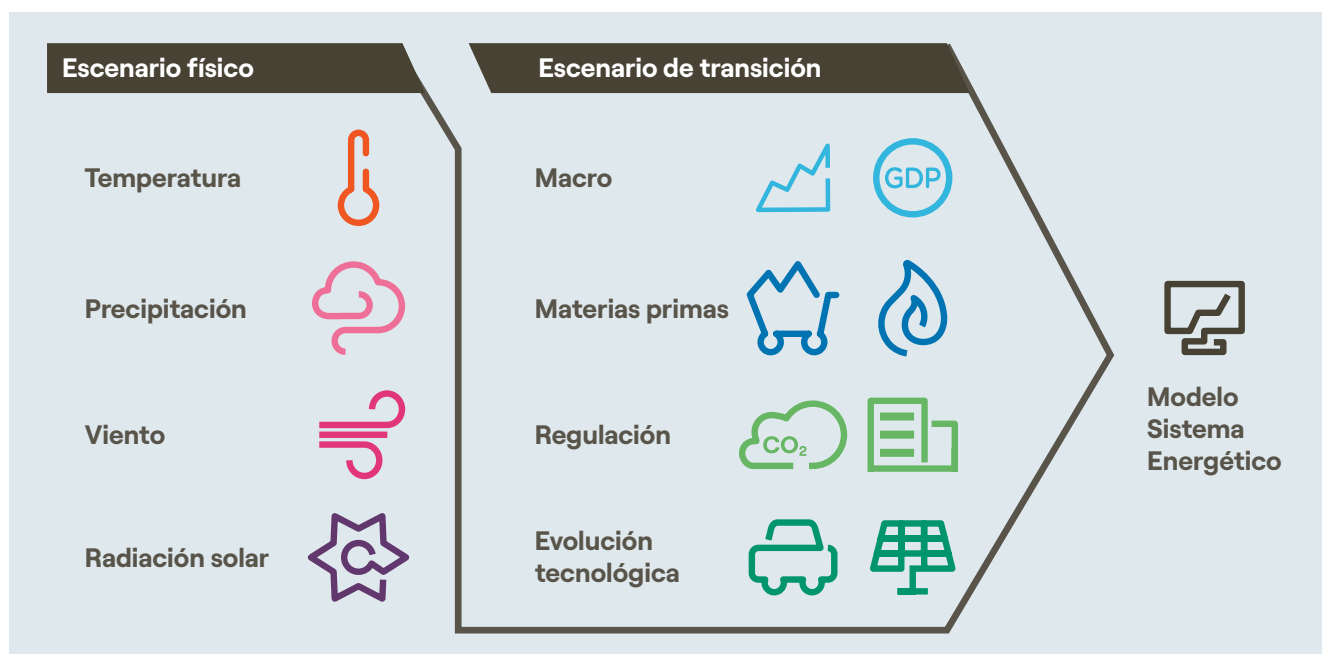 Escenario físico
Temperatura
Precipitación
Viento
Radiación solar
Escenario de transición
Macro
GDP
Materias primas
Regulación
CO₂
Evolución
tecnológica
Modelo
Sistema
Energético